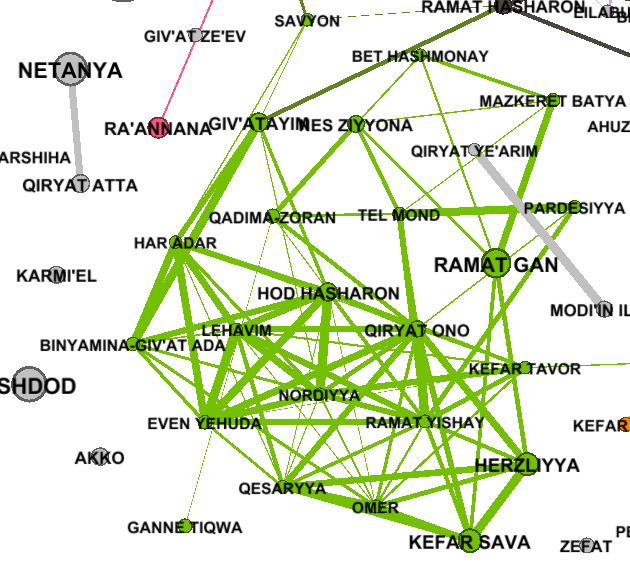 RAMAT HASHARON
SAVYON
GIV'AT ZE'EV
BET HASHMONAY
NETANYA
MAZKERET BATYA
RA'ANNANA
GIV'ATAYIM
NES ZIYYONA
AHUZ
ARSHIHA
QIRYAT YE'ARIM
QIRYAT ATTA
QADIMA-ZORAN
TEL MOND
PARDESIYYA
HAR ADAR
RAMAT GAN
KARMI'EL
HOD HASHARON
MODI'IN IL
LEHAVIM
QIRYAT ONO
BINYAMINA-GIV'AT ADA
KEFAR TAVOR
SHDOD
NORDIYYA
EVEN YEHUDA
RAMAT YISHAY
KEFAR
AKKO
HERZLIYYA
QESARYYA
OMER
GANNE TIQWA
KEFAR SAVA
ZEFAT
PE